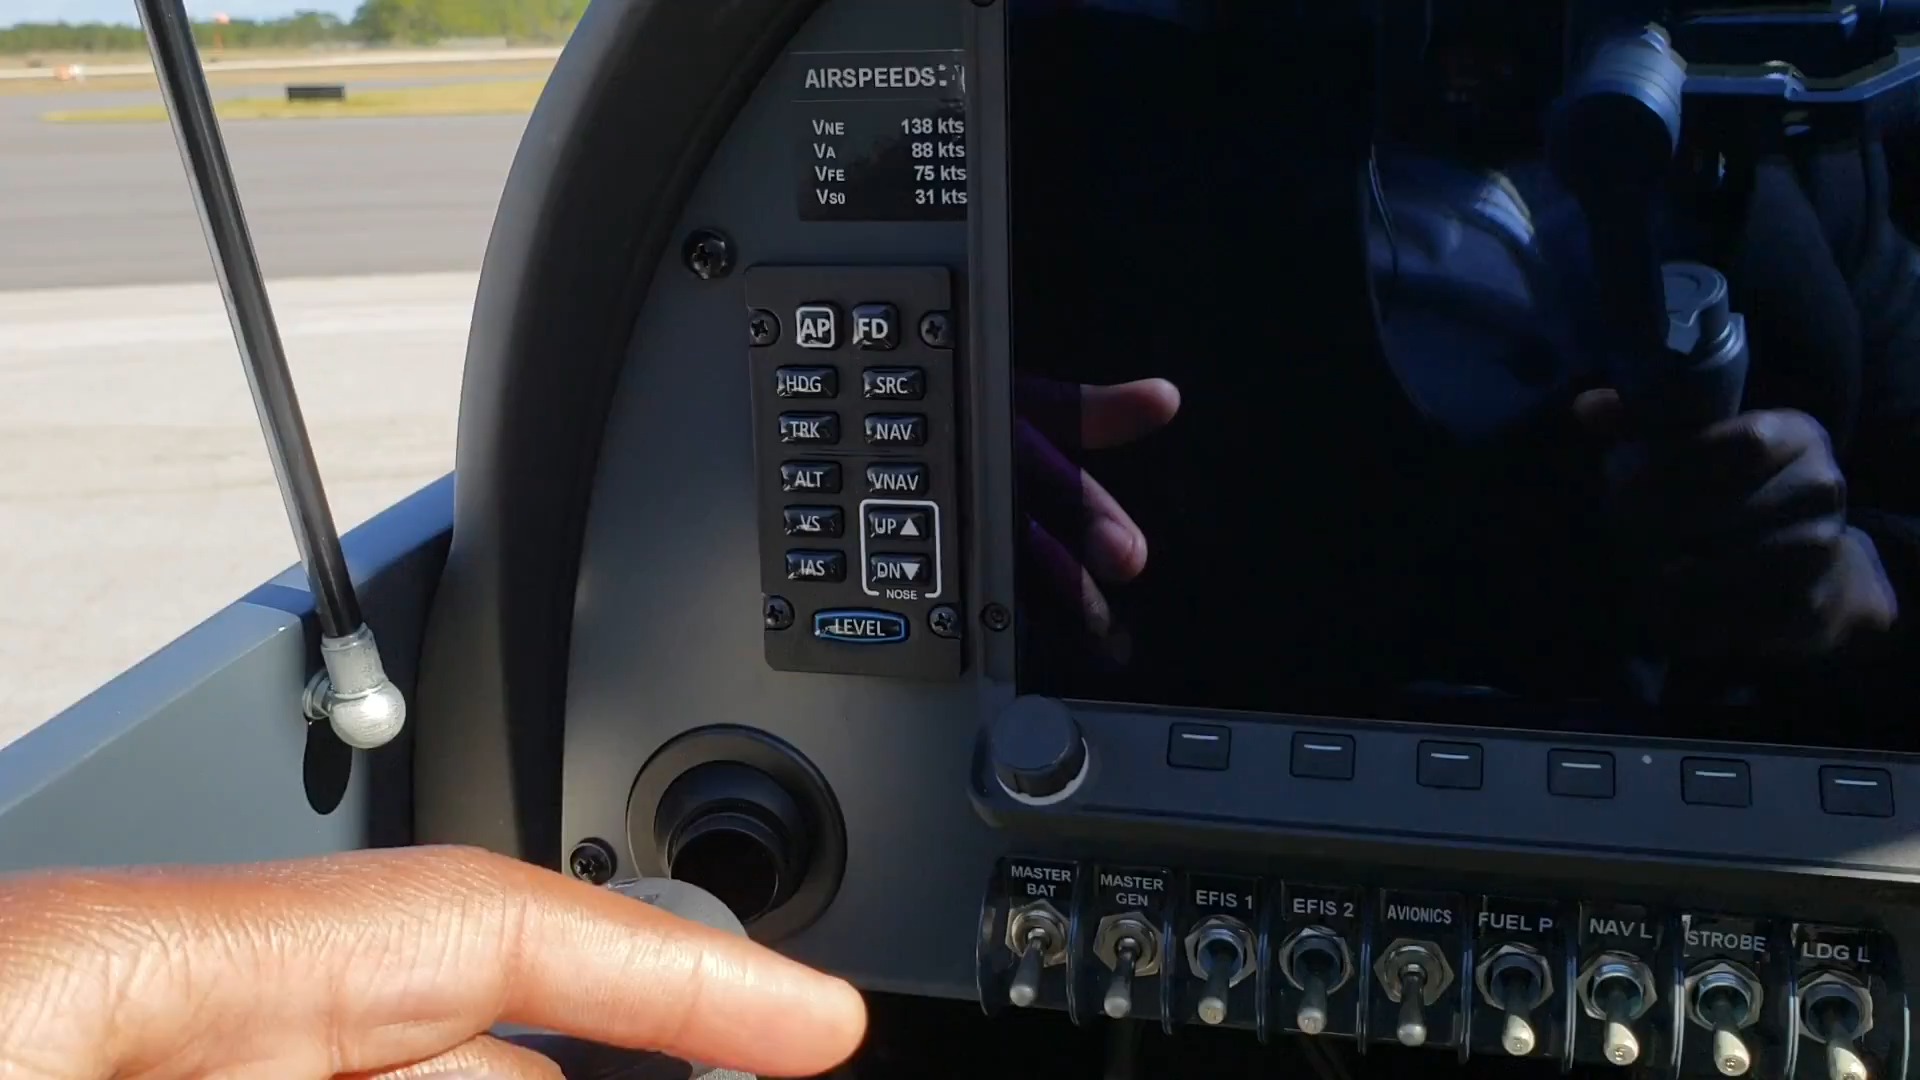 AIRSPEEDS:
VNE 138 kts
VA 88 kts
VFE 75 kts
VS0 31 kts
AP FD
HDG SRC
TRK NAV
ALT VNAV
VS UP▲
IAS DN▼
NOSE
LEVEL
MASTER BAT
MASTER GEN
EFIS 1
EFIS 2
AVIONICS
FUEL P
NAV L
STROBE
LDG L